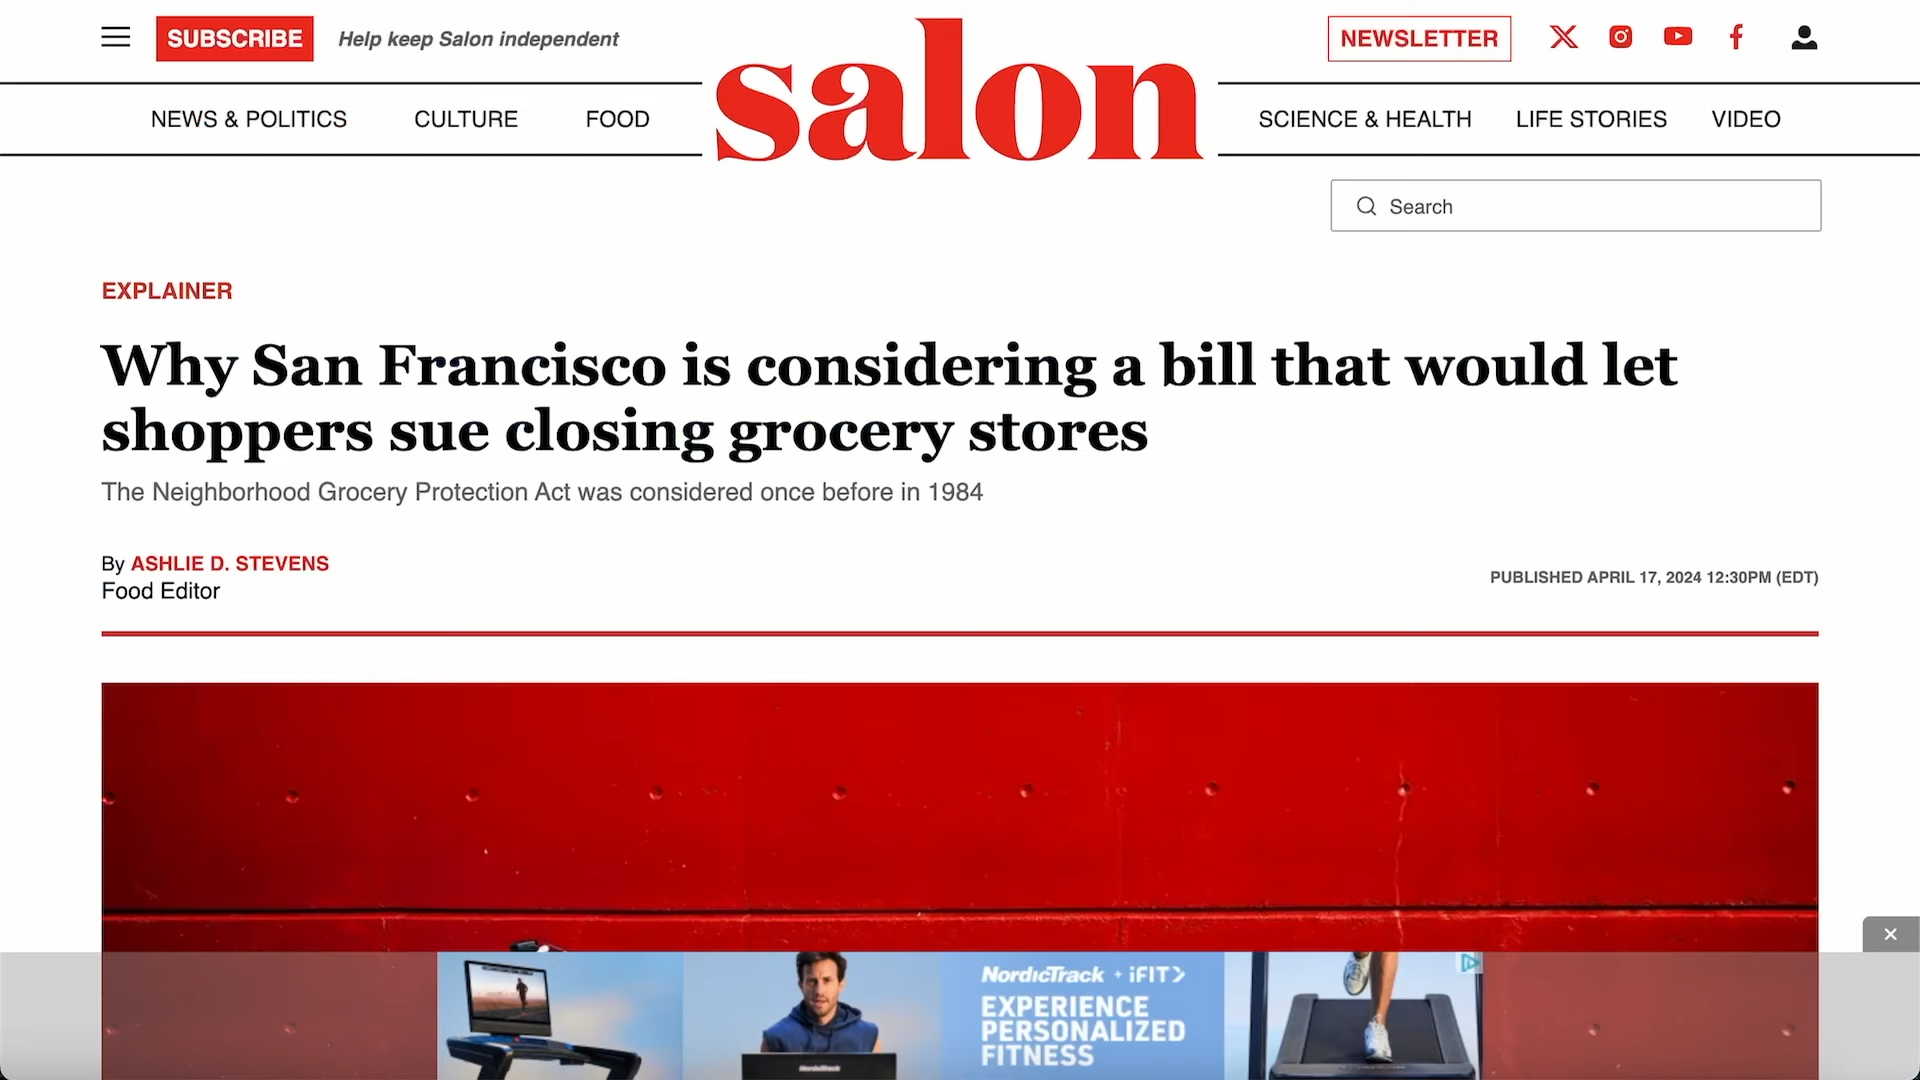 SUBSCRIBE
Help keep Salon independent
salon
NEWSLETTER
NEWS & POLITICS
CULTURE
FOOD
SCIENCE & HEALTH
LIFE STORIES
VIDEO
Search
EXPLAINER
Why San Francisco is considering a bill that would let
shoppers sue closing grocery stores
The Neighborhood Grocery Protection Act was considered once before in 1984
By ASHLIE D. STEVENS
Food Editor
PUBLISHED APRIL 17, 2024 12:30PM (EDT)
NordicTrack + iFIT
EXPERIENCE
PERSONALIZED
FITNESS
NordicTrack